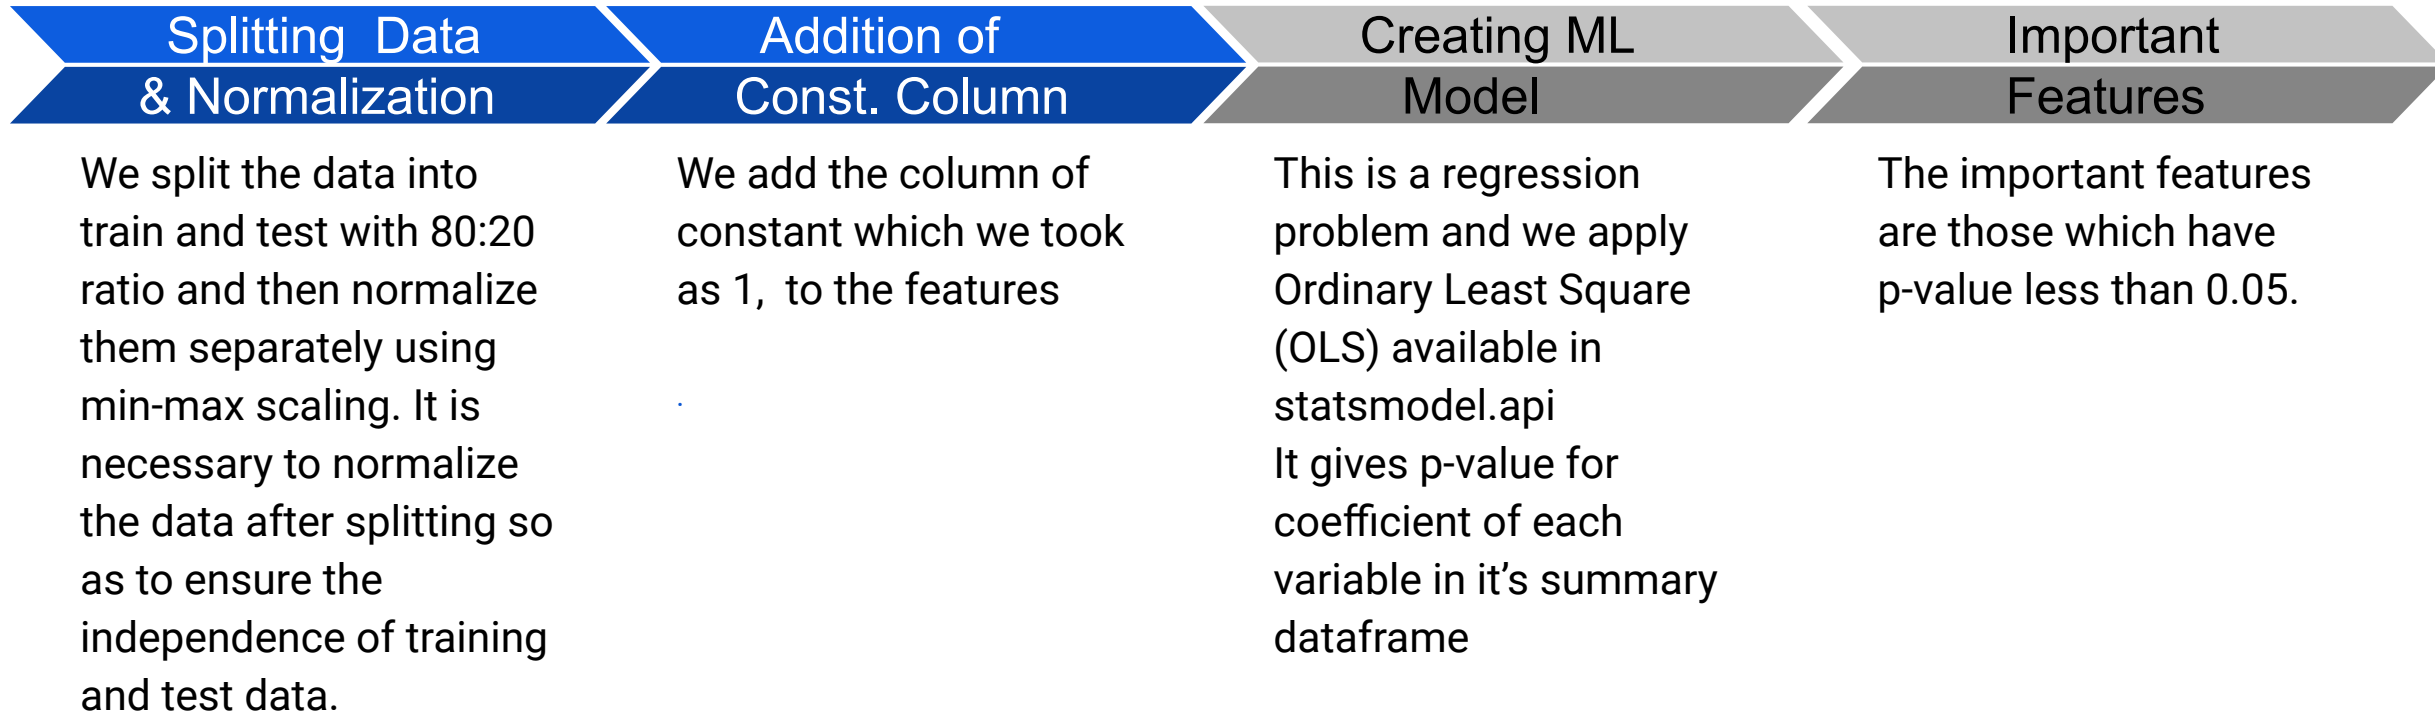 Splitting  Data
& Normalization
Addition of
Const. Column
Creating ML
Model
Important
Features
We split the data into
train and test with 80:20
ratio and then normalize
them separately using
min-max scaling. It is
necessary to normalize
the data after splitting so
as to ensure the
independence of training
and test data.
We add the column of
constant which we took
as 1,  to the features
.
This is a regression
problem and we apply
Ordinary Least Square
(OLS) available in
statsmodel.api
It gives p-value for
coefficient of each
variable in it’s summary
dataframe
The important features
are those which have
p-value less than 0.05.